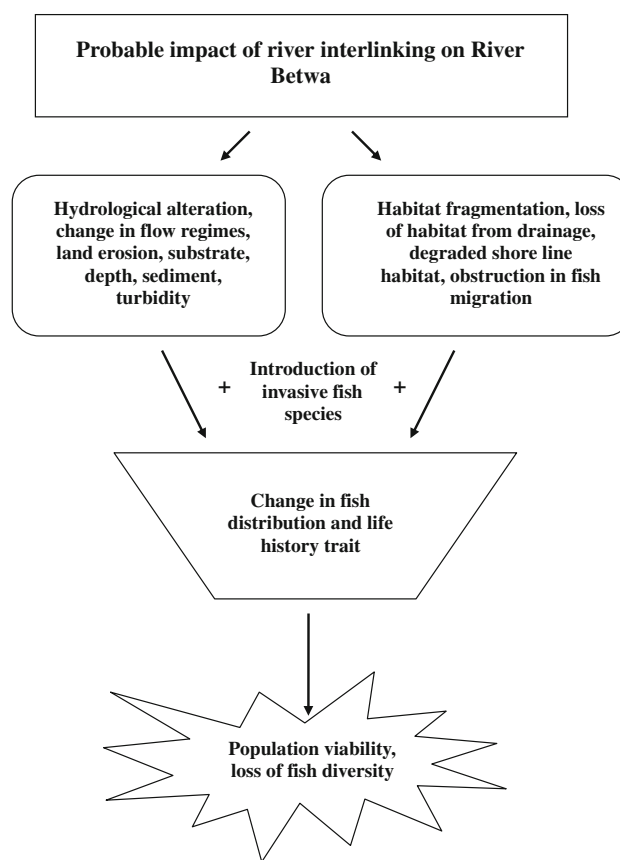 Probable impact of river interlinking on River
Betwa
Hydrological alteration,
change in flow regimes,
land erosion, substrate,
depth, sediment,
turbidity
Habitat fragmentation, loss
of habitat from drainage,
degraded shore line
habitat, obstruction in fish
migration
+ Introduction of +
invasive fish
species
Change in fish
distribution and life
history trait
Population viability,
loss of fish diversity